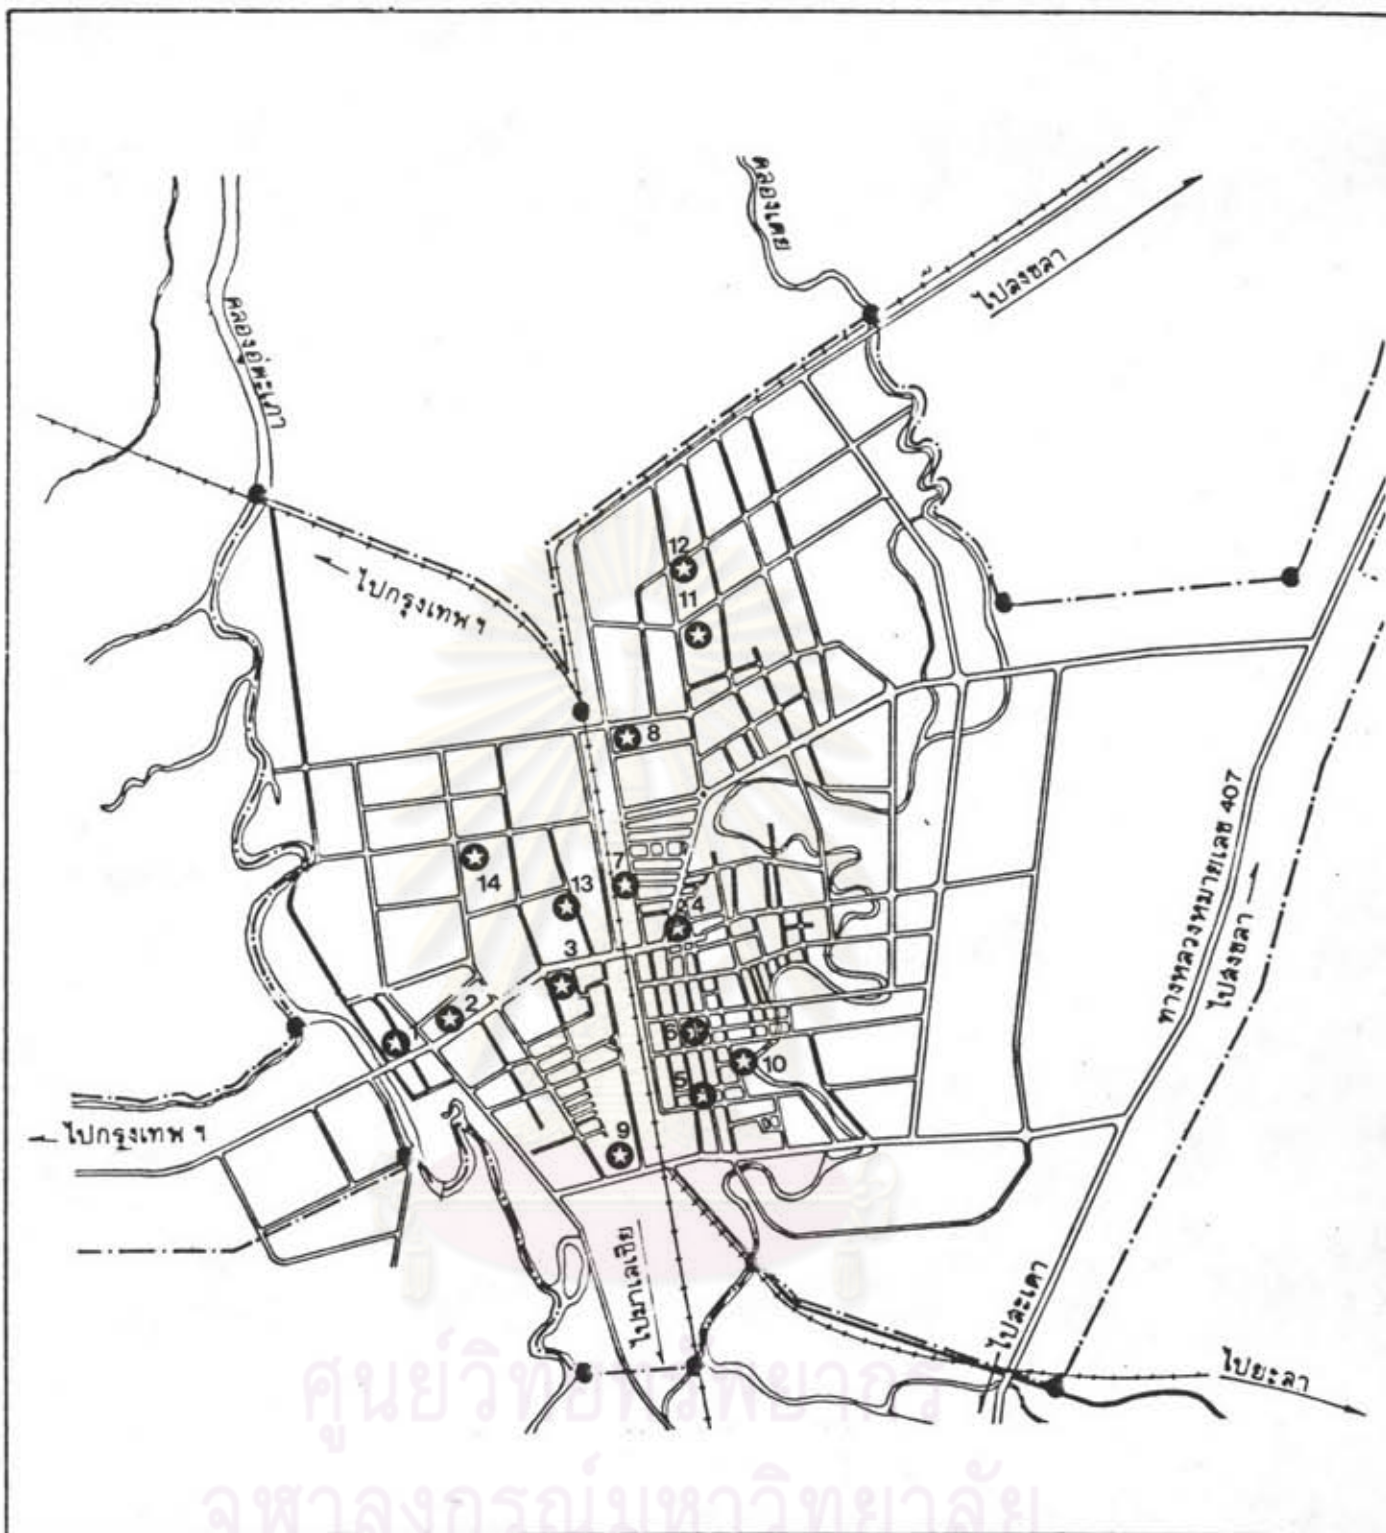 คลองเตย
ไปสงขลา
คลองอู่ตะเภา
12
ไปกรุงเทพ ฯ
11
8
ทางหลวงหมายเลข 407
ไปสงขลา
7
14
13
4
3
2
6
10
5
ไปกรุงเทพ ฯ
9
ไปมาเลเซีย
ไปสะเดา
ไปยะลา
ศูนย์วิทยทรัพยากร
จุฬาลงกรณ์มหาวิทยาลัย